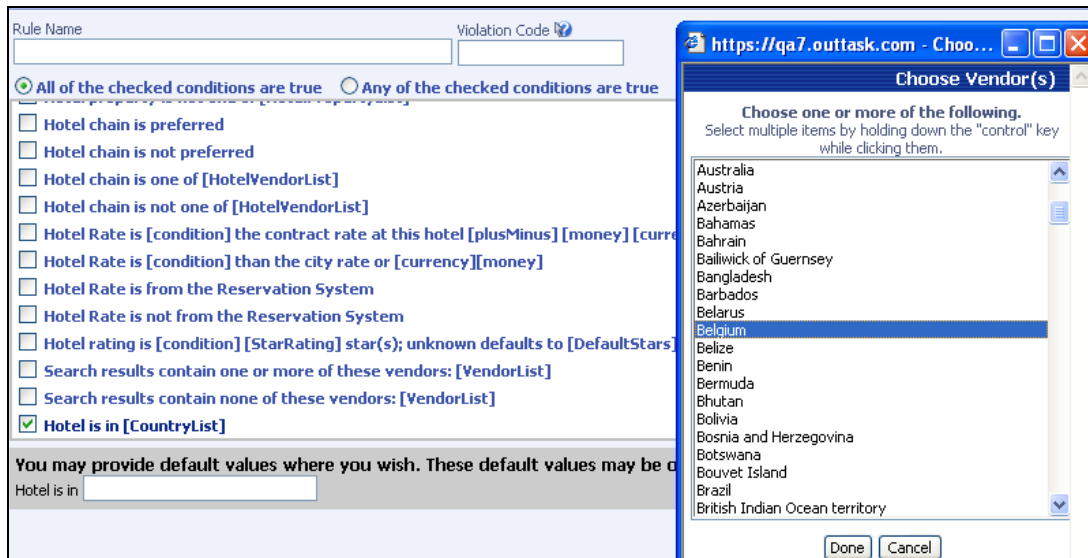 Rule Name
Violation Code
All of the checked conditions are true
Any of the checked conditions are true
Hotel chain is preferred
Hotel chain is not preferred
Hotel chain is one of [HotelVendorList]
Hotel chain is not one of [HotelVendorList]
Hotel Rate is [condition] the contract rate at this hotel [plusMinus] [money] [curre
Hotel Rate is [condition] than the city rate or [currency][money]
Hotel Rate is from the Reservation System
Hotel Rate is not from the Reservation System
Hotel rating is [condition] [StarRating] star(s); unknown defaults to [DefaultStars]
Search results contain one or more of these vendors: [VendorList]
Search results contain none of these vendors: [VendorList]
Hotel is in [CountryList]
You may provide default values where you wish. These default values may be o
Hotel is in
https://qa7.outtask.com - Choo...
Choose Vendor(s)
Choose one or more of the following.
Select multiple items by holding down the "control" key
while clicking them.
Australia
Austria
Azerbaijan
Bahamas
Bahrain
Bailiwick of Guernsey
Bangladesh
Barbados
Belarus
Belgium
Belize
Benin
Bermuda
Bhutan
Bolivia
Bosnia and Herzegovina
Botswana
Bouvet Island
Brazil
British Indian Ocean territory
Done
Cancel